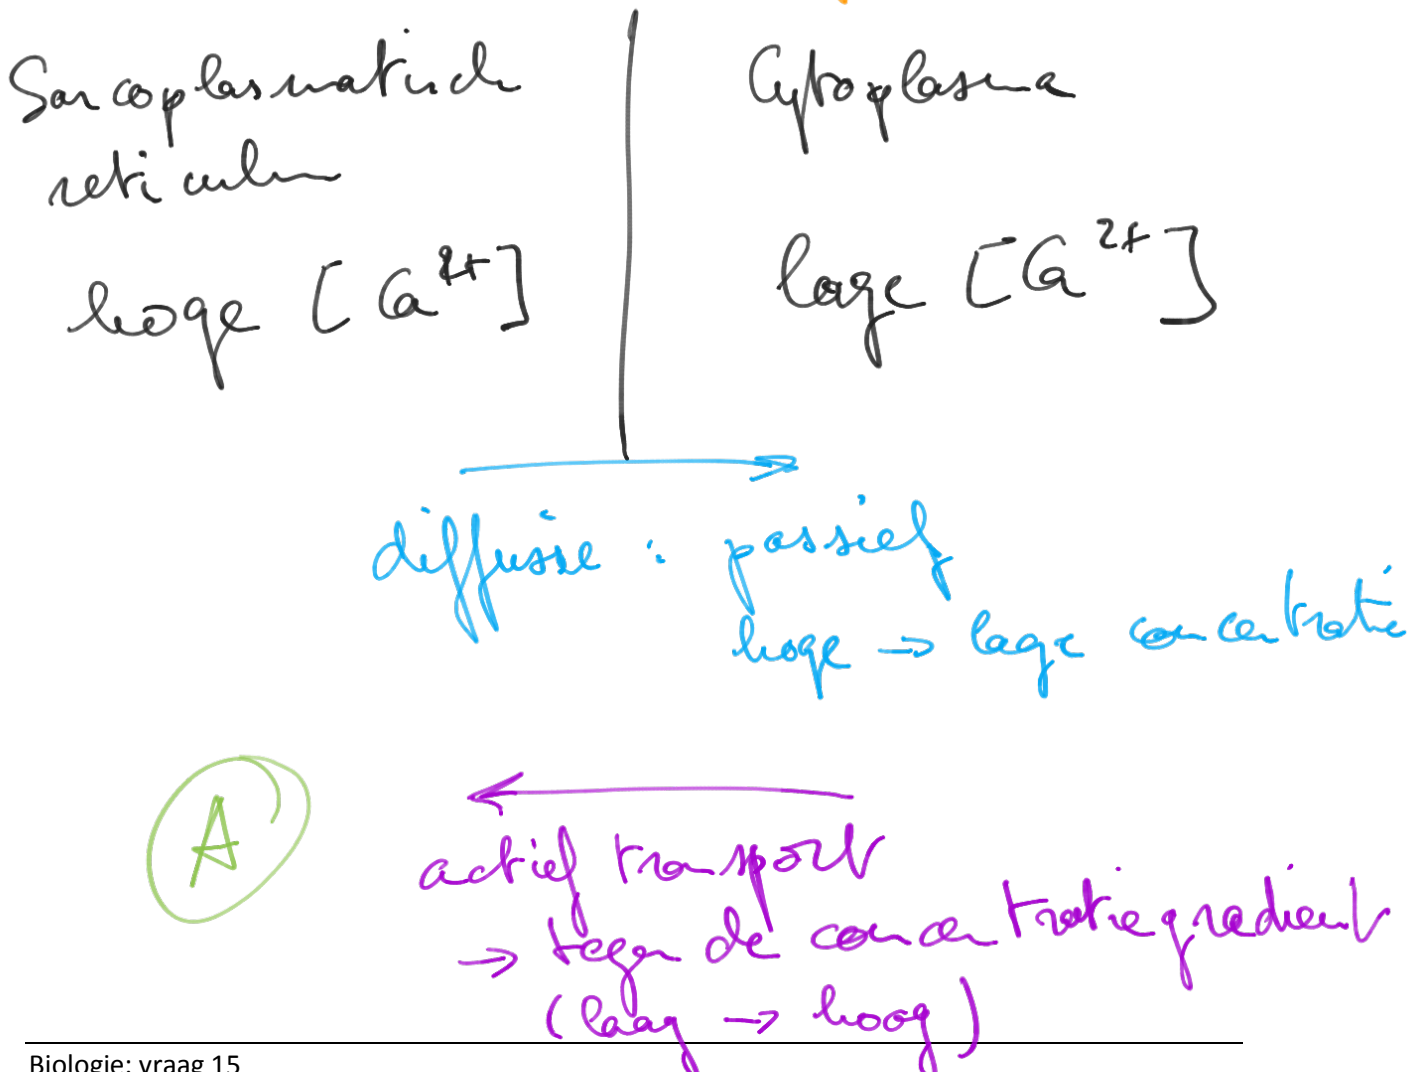 Sarcoplasmatisch
reticulum
hoge [Ca²⁺]
Cytoplasma
lage [Ca²⁺]
diffusie : passief
hoge → lage concentratie
A
actief transport
→ tegen de concentratiegradient
(laag → hoog)
Biologie: vraag 15